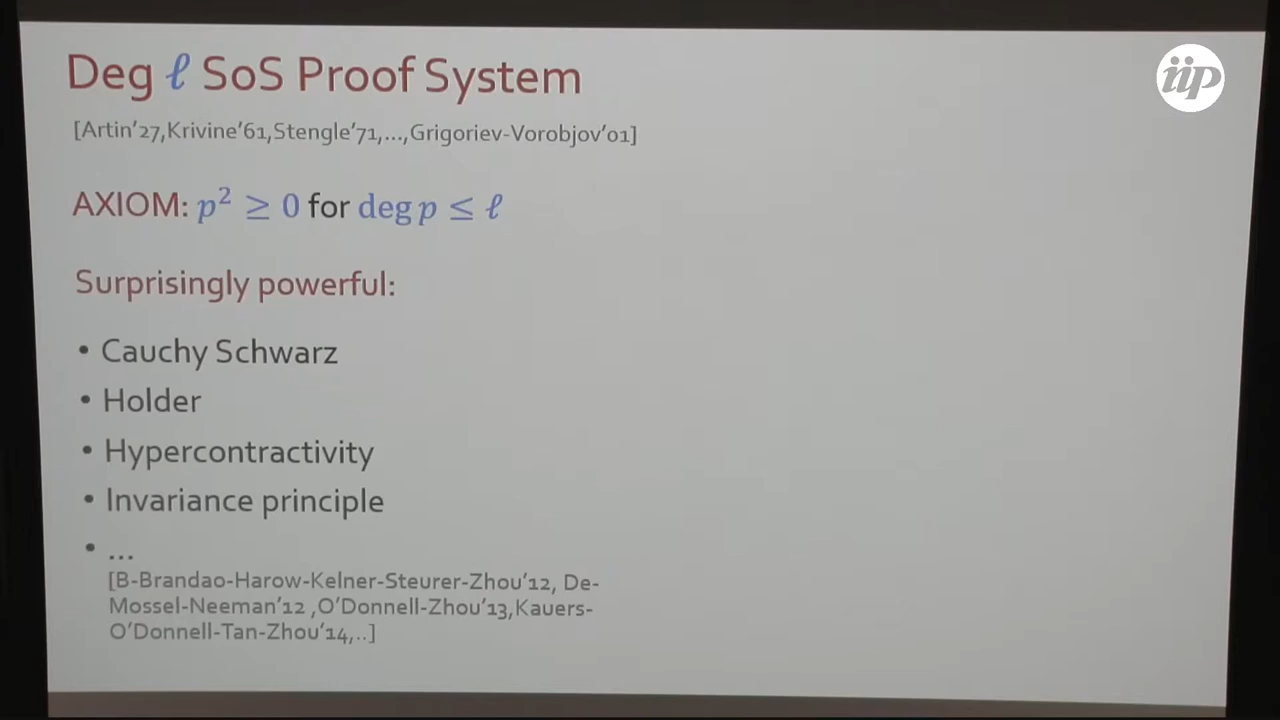 Deg ℓ SoS Proof System
iip
[Artin'27,Krivine'61,Stengle'71,...,Grigoriev-Vorobjov'01]
AXIOM: p² ≥ 0 for deg p ≤ ℓ
Surprisingly powerful:
• Cauchy Schwarz
• Holder
• Hypercontractivity
• Invariance principle
• ...
[B-Brandao-Harow-Kelner-Steurer-Zhou'12, De-
Mossel-Neeman'12 ,O'Donnell-Zhou'13,Kauers-
O'Donnell-Tan-Zhou'14,..]